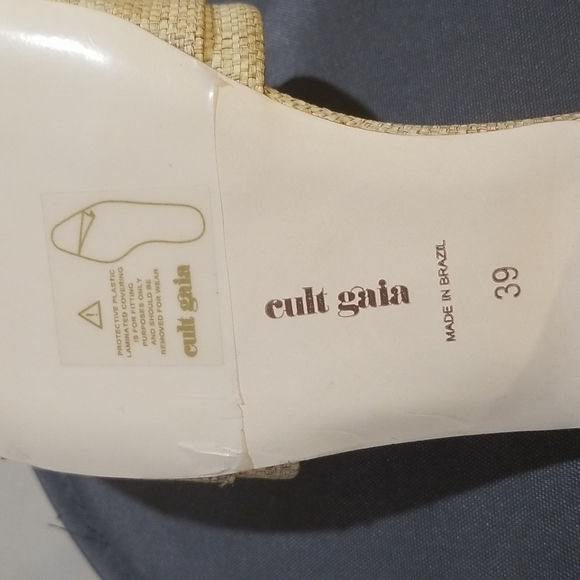 PROTECTIVE PLASTIC
LAMINATED COVERING
IS FOR FITTING
PURPOSES ONLY
AND SHOULD BE
REMOVED FOR WEAR
cult gaia
cult gaia
MADE IN BRAZIL
39